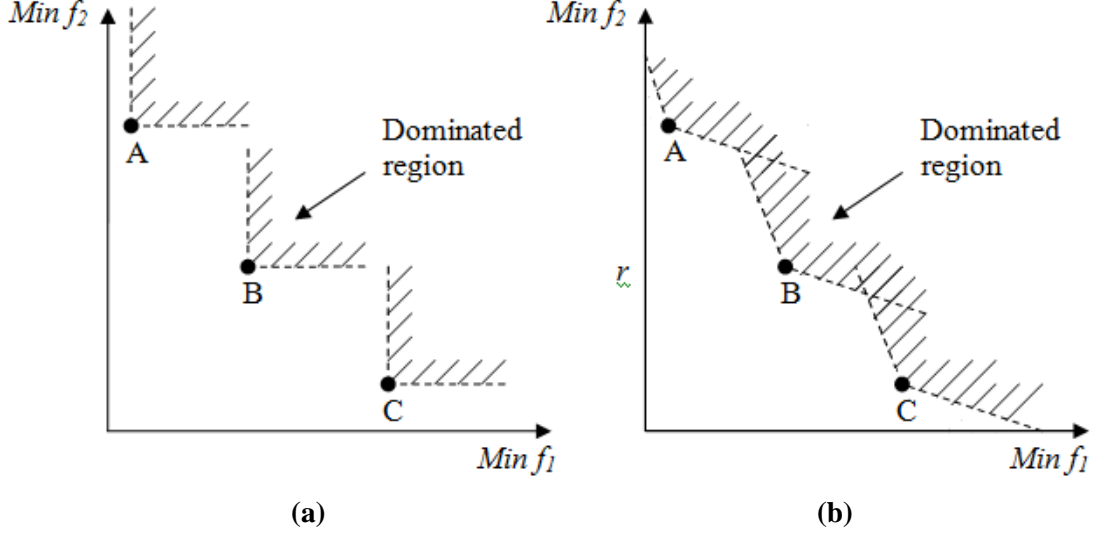 Min f2
A
Dominated
region
B
C
Min f1
(a)
Min f2
A
Dominated
region
r
B
C
Min f1
(b)